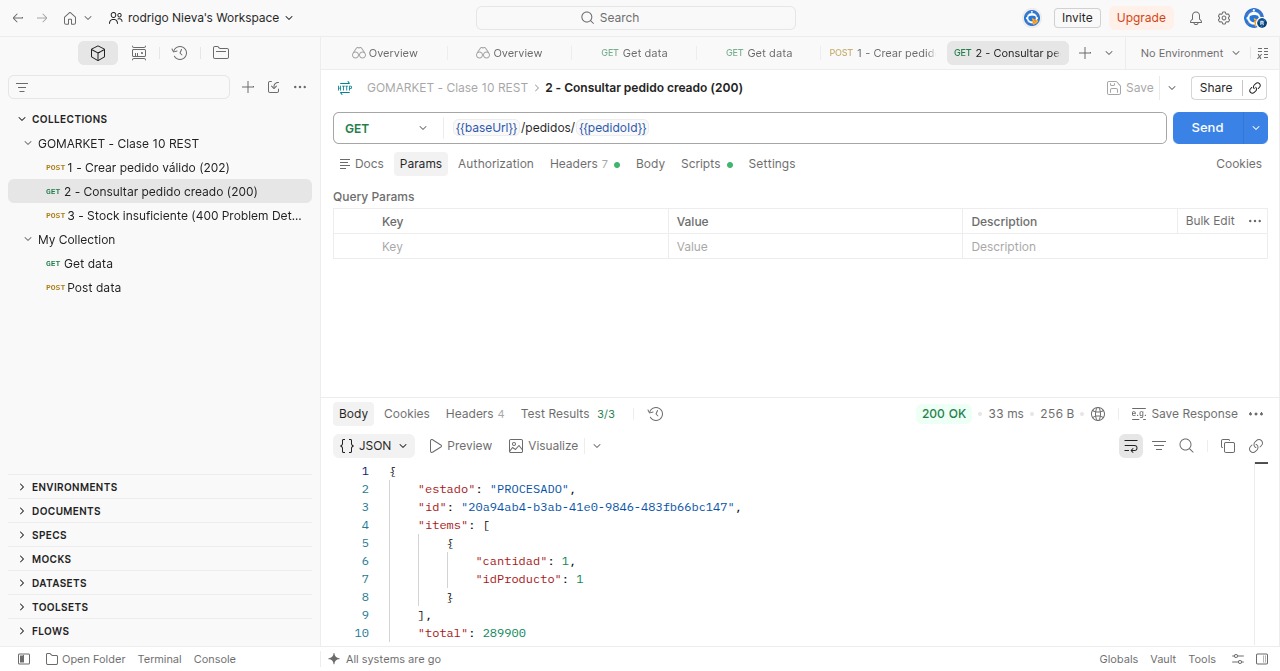 rodrigo Nieva's Workspace
Search
Invite
Upgrade
Overview
Overview
GET Get data
GET Get data
POST 1 - Crear pedid
GET 2 - Consultar pe
No Environment
GOMARKET - Clase 10 REST > 2 - Consultar pedido creado (200)
Save
Share
COLLECTIONS
GOMARKET - Clase 10 REST
POST 1 - Crear pedido válido (202)
GET 2 - Consultar pedido creado (200)
POST 3 - Stock insuficiente (400 Problem Det...
My Collection
GET Get data
POST Post data
ENVIRONMENTS
DOCUMENTS
SPECS
MOCKS
DATASETS
TOOLSETS
FLOWS
HTTP
GET
{{baseUrl}} /pedidos/ {{pedidoId}}
Send
Docs Params Authorization Headers 7 Body Scripts Settings Cookies
Query Params
Key Value Description Bulk Edit
Key Value Description
Body Cookies Headers 4 Test Results 3/3
200 OK • 33 ms • 256 B
e.g. Save Response
{} JSON Preview Visualize
1 {
2 "estado": "PROCESADO",
3 "id": "20a94ab4-b3ab-41e0-9846-483fb66bc147",
4 "items": [
5 {
6 "cantidad": 1,
7 "idProducto": 1
8 }
9 ],
10 "total": 289900
Open Folder Terminal Console
All systems are go
Globals Vault Tools